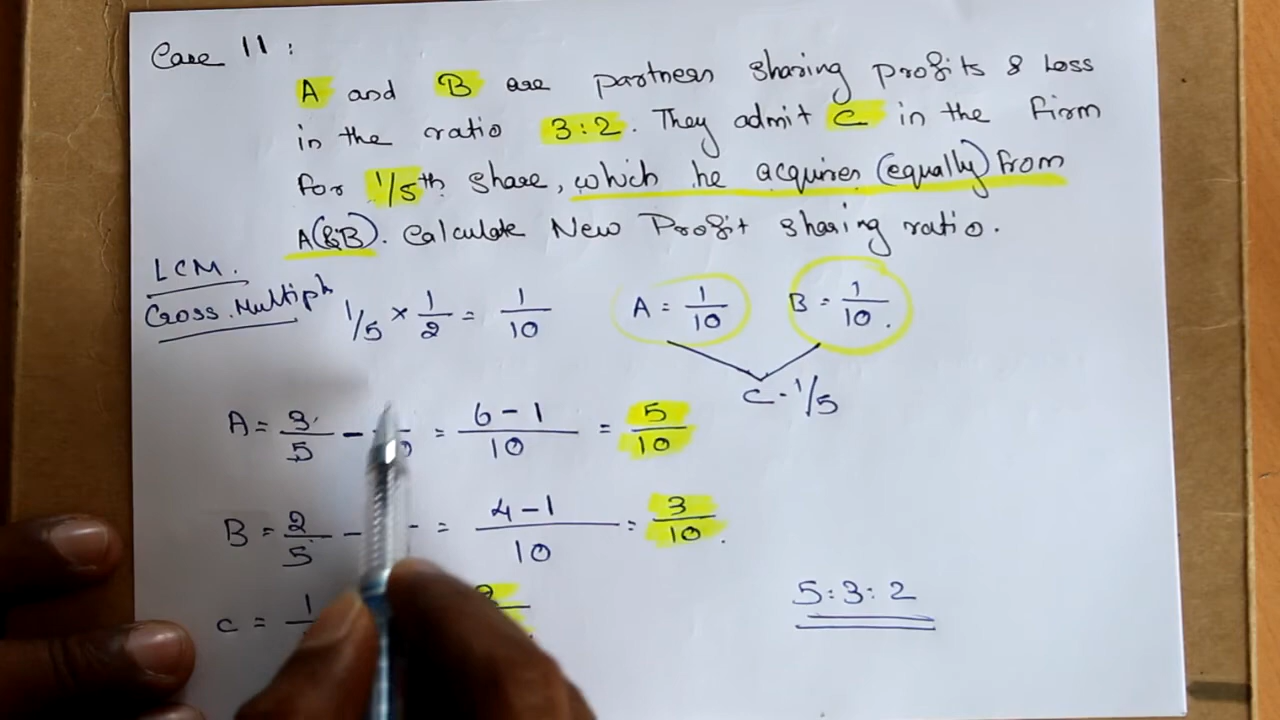 Case 11 :
A and B are partners sharing profits & Loss
in the ratio 3:2. They admit C in the firm
for 1/5th share, which he acquires (equally) from
A(&B). Calculate New Profit sharing ratio.
LCM.
Cross. Multiply
1/5 × 1/2 = 1/10 A = 1/10 B = 1/10.
C - 1/5
A = 3/5 - = 6-1/10 = 5/10
B = 2/5 - = 4-1/10 = 3/10.
C = 1
5:3:2